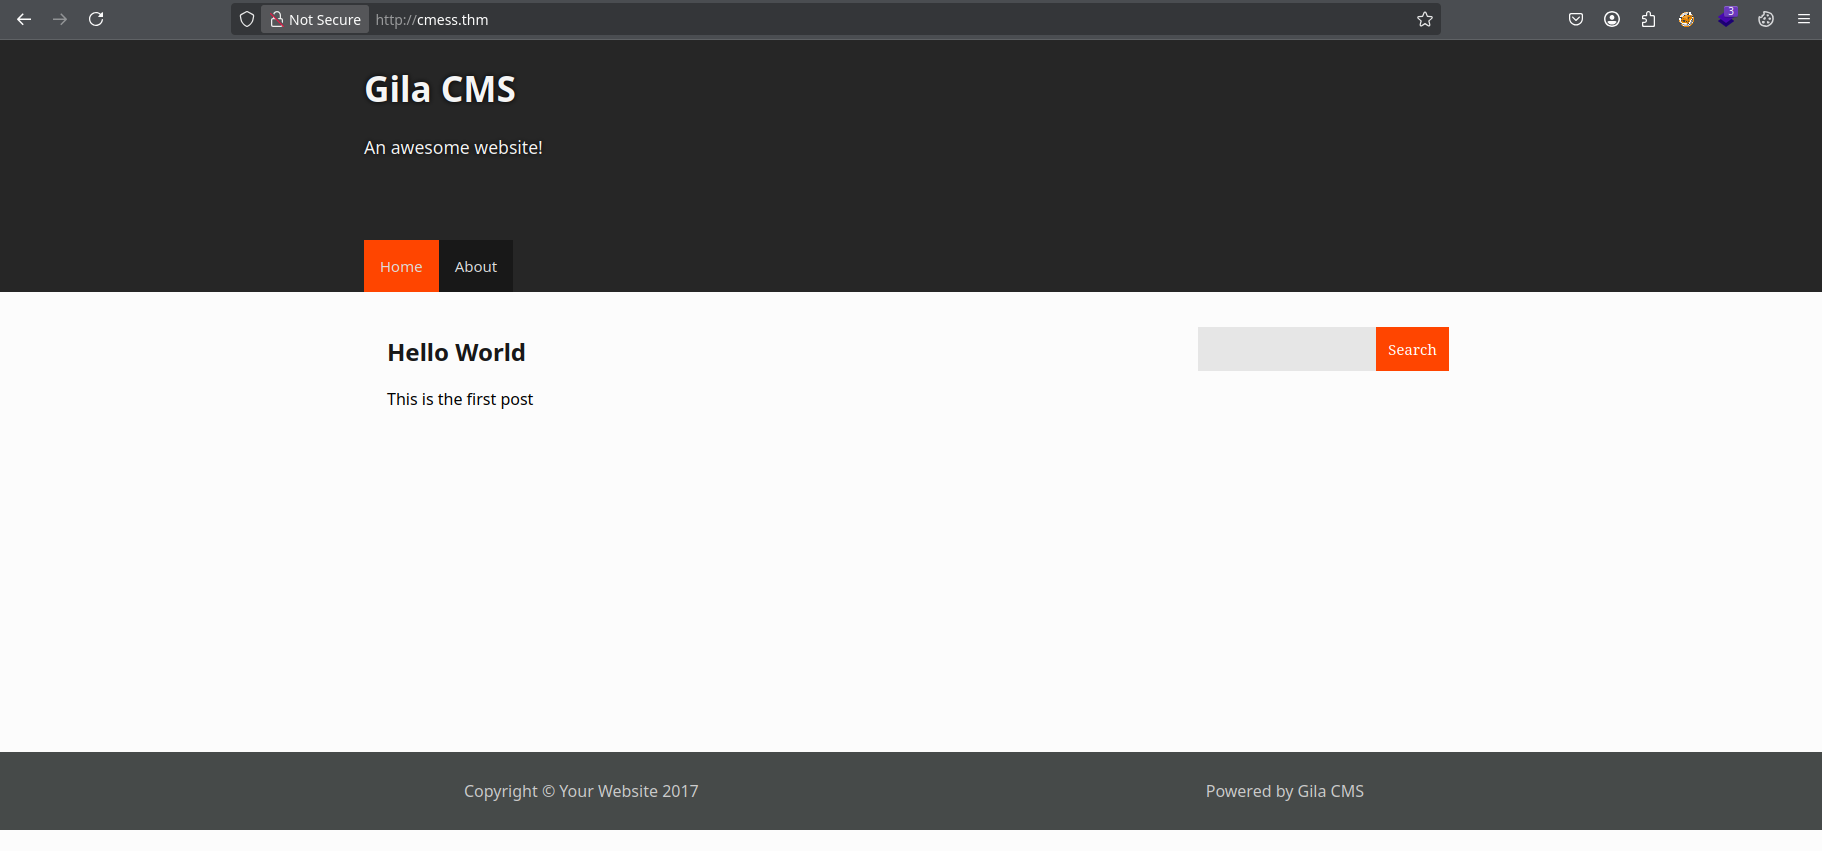 Not Secure http://cmess.thm
3
Gila CMS
An awesome website!
Home About
Hello World
Search
This is the first post
Copyright © Your Website 2017
Powered by Gila CMS